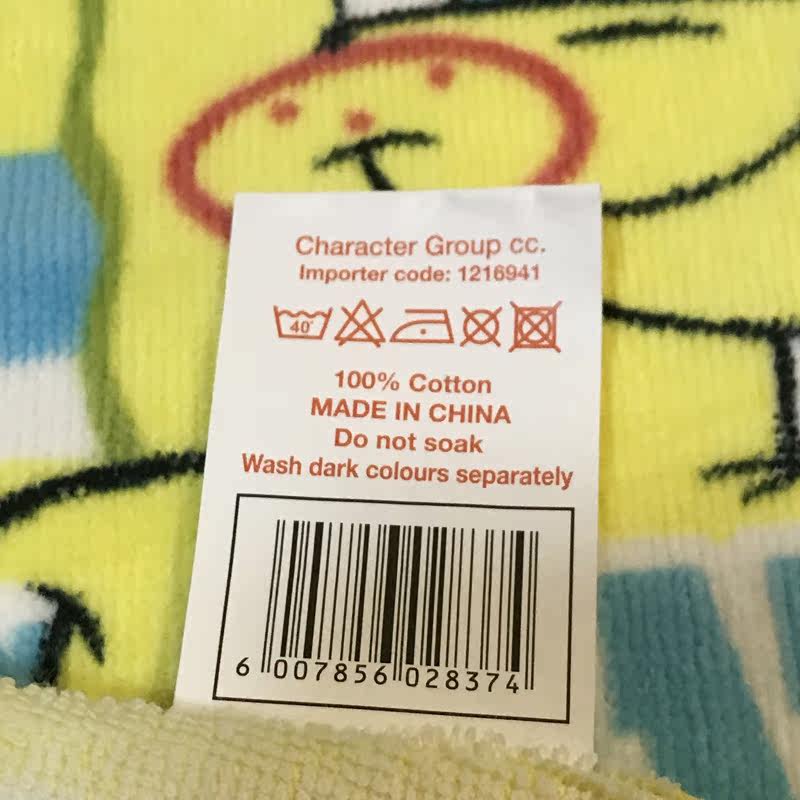 Character Group cc.
Importer code: 1216941
40°
100% Cotton
MADE IN CHINA
Do not soak
Wash dark colours separately
6 007856 028374